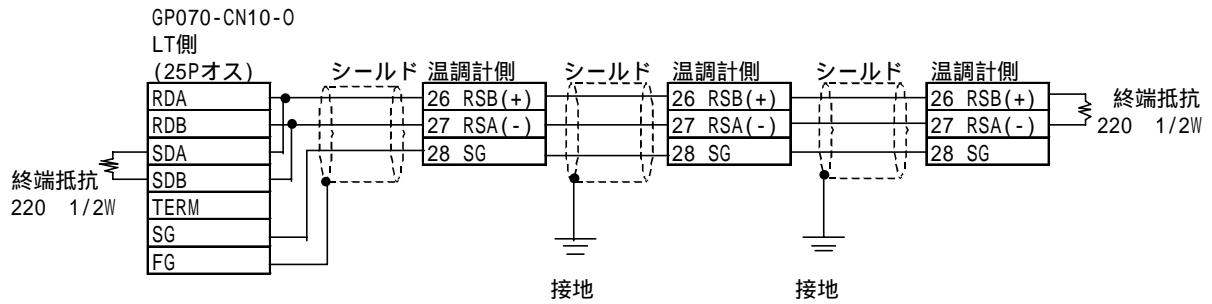 GP070-CN10-O
LT側
(25Pオス)
シールド
温調計側
シールド
温調計側
シールド
温調計側
RDA
RDB
SDA
SDB
TERM
SG
FG
終端抵抗
220 1/2W
26 RSB(+)
27 RSA(-)
28 SG
26 RSB(+)
27 RSA(-)
28 SG
26 RSB(+)
27 RSA(-)
28 SG
終端抵抗
220 1/2W
接地
接地